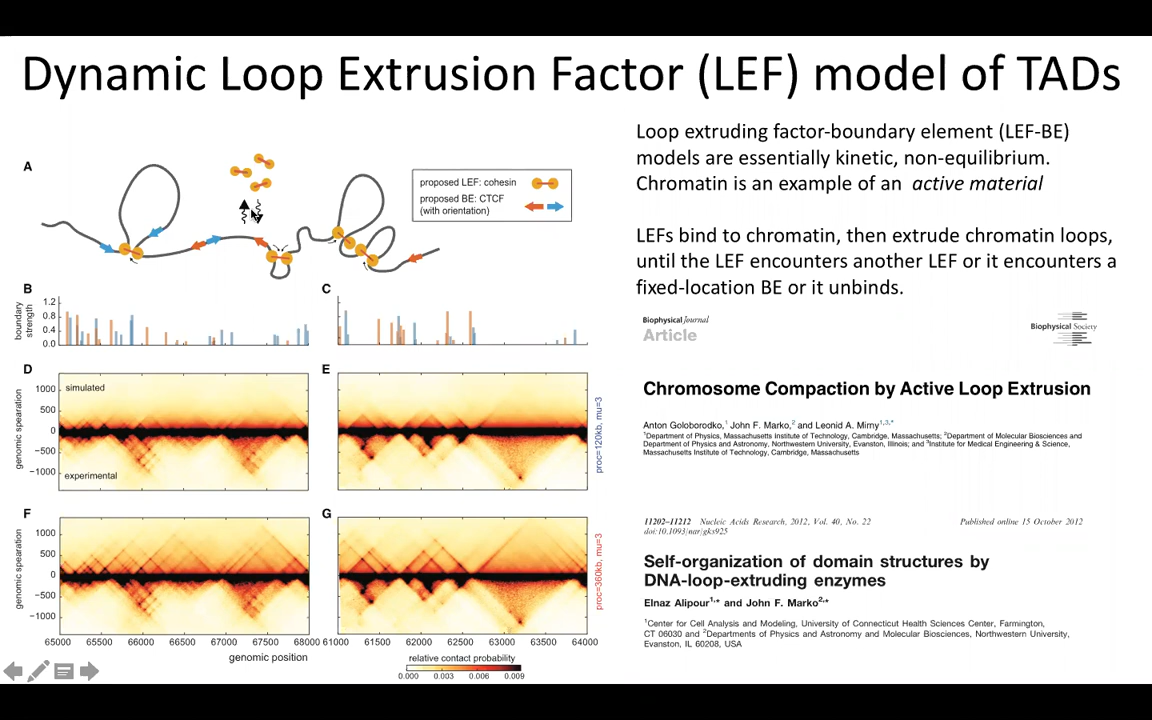 Dynamic Loop Extrusion Factor (LEF) model of TADs
A
proposed LEF: cohesin
proposed BE: CTCF
(with orientation)
B
boundary
strength
1.2
0.8
0.4
0.0
C
D
simulated
experimental
genomic spearation
1000
500
0
−500
−1000
E
proc=120kb, mu=3
F
genomic spearation
1000
500
0
−500
−1000
65000 65500 66000 66500 67000 67500 68000
G
proc=360kb, mu=3
61000 61500 62000 62500 63000 63500 64000
genomic position
relative contact probability
0.000 0.003 0.006 0.009
Loop extruding factor-boundary element (LEF-BE)
models are essentially kinetic, non-equilibrium.
Chromatin is an example of an active material
LEFs bind to chromatin, then extrude chromatin loops,
until the LEF encounters another LEF or it encounters a
fixed-location BE or it unbinds.
Biophysical Journal
Article
Biophysical Society
Chromosome Compaction by Active Loop Extrusion
Anton Goloborodko,1 John F. Marko,2 and Leonid A. Mirny1,3,*
1Department of Physics, Massachusetts Institute of Technology, Cambridge, Massachusetts; 2Department of Molecular Biosciences and
Department of Physics and Astronomy, Northwestern University, Evanston, Illinois; and 3Institute for Medical Engineering & Science,
Massachusetts Institute of Technology, Cambridge, Massachusetts
11202–11212 Nucleic Acids Research, 2012, Vol. 40, No. 22
doi:10.1093/nar/gks925
Published online 15 October 2012
Self-organization of domain structures by
DNA-loop-extruding enzymes
Elnaz Alipour1,* and John F. Marko2,*
1Center for Cell Analysis and Modeling, University of Connecticut Health Sciences Center, Farmington,
CT 06030 and 2Departments of Physics and Astronomy and Molecular Biosciences, Northwestern University,
Evanston, IL 60208, USA